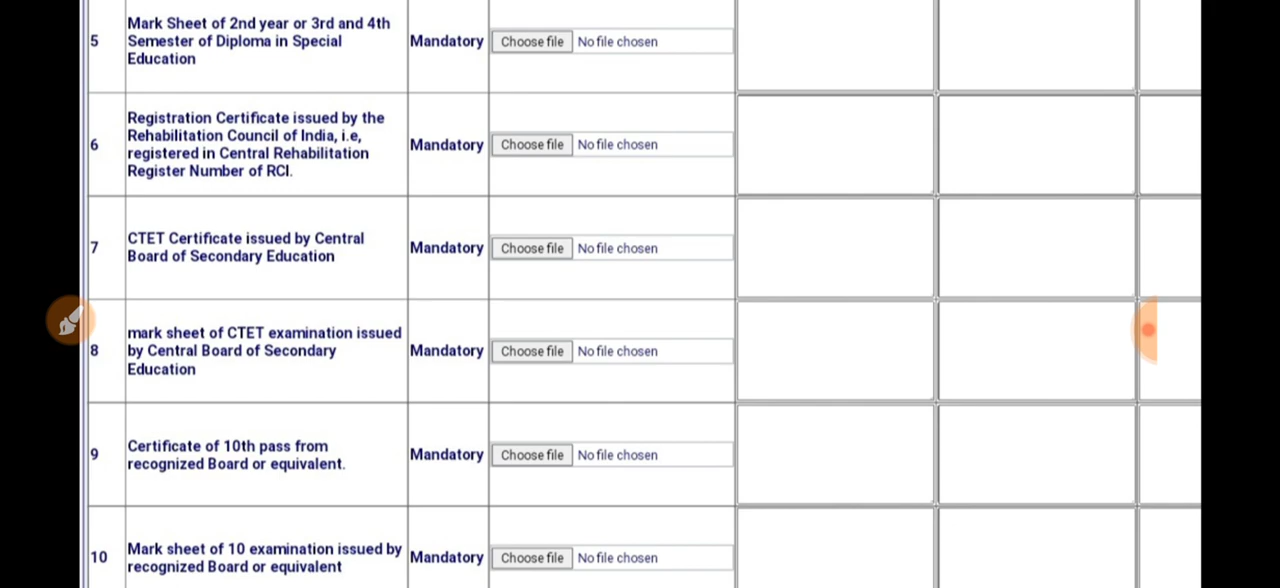 5
Mark Sheet of 2nd year or 3rd and 4th
Semester of Diploma in Special
Education
Mandatory
Choose file No file chosen
6
Registration Certificate issued by the
Rehabilitation Council of India, i.e,
registered in Central Rehabilitation
Register Number of RCI.
Mandatory
Choose file No file chosen
7
CTET Certificate issued by Central
Board of Secondary Education
Mandatory
Choose file No file chosen
8
mark sheet of CTET examination issued
by Central Board of Secondary
Education
Mandatory
Choose file No file chosen
9
Certificate of 10th pass from
recognized Board or equivalent.
Mandatory
Choose file No file chosen
10
Mark sheet of 10 examination issued by
recognized Board or equivalent
Mandatory
Choose file No file chosen